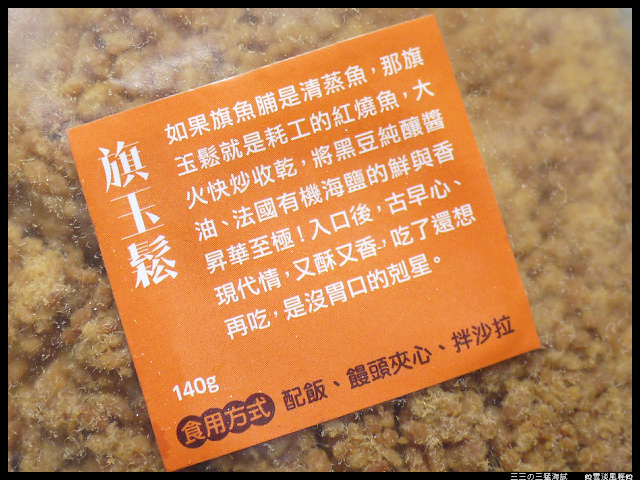 旗玉鬆
如果旗魚脯是清蒸魚，那旗
玉鬆就是耗工的紅燒魚，大
火快炒收乾，將黑豆純釀醬
油、法國有機海鹽的鮮與香
昇華至極！入口後，古早心、
現代情，又酥又香，吃了還想
再吃，是沒胃口的剋星。
140g
食用方式 配飯、饅頭夾心、拌沙拉
三三の三猛海賦 @雲淡風輕@